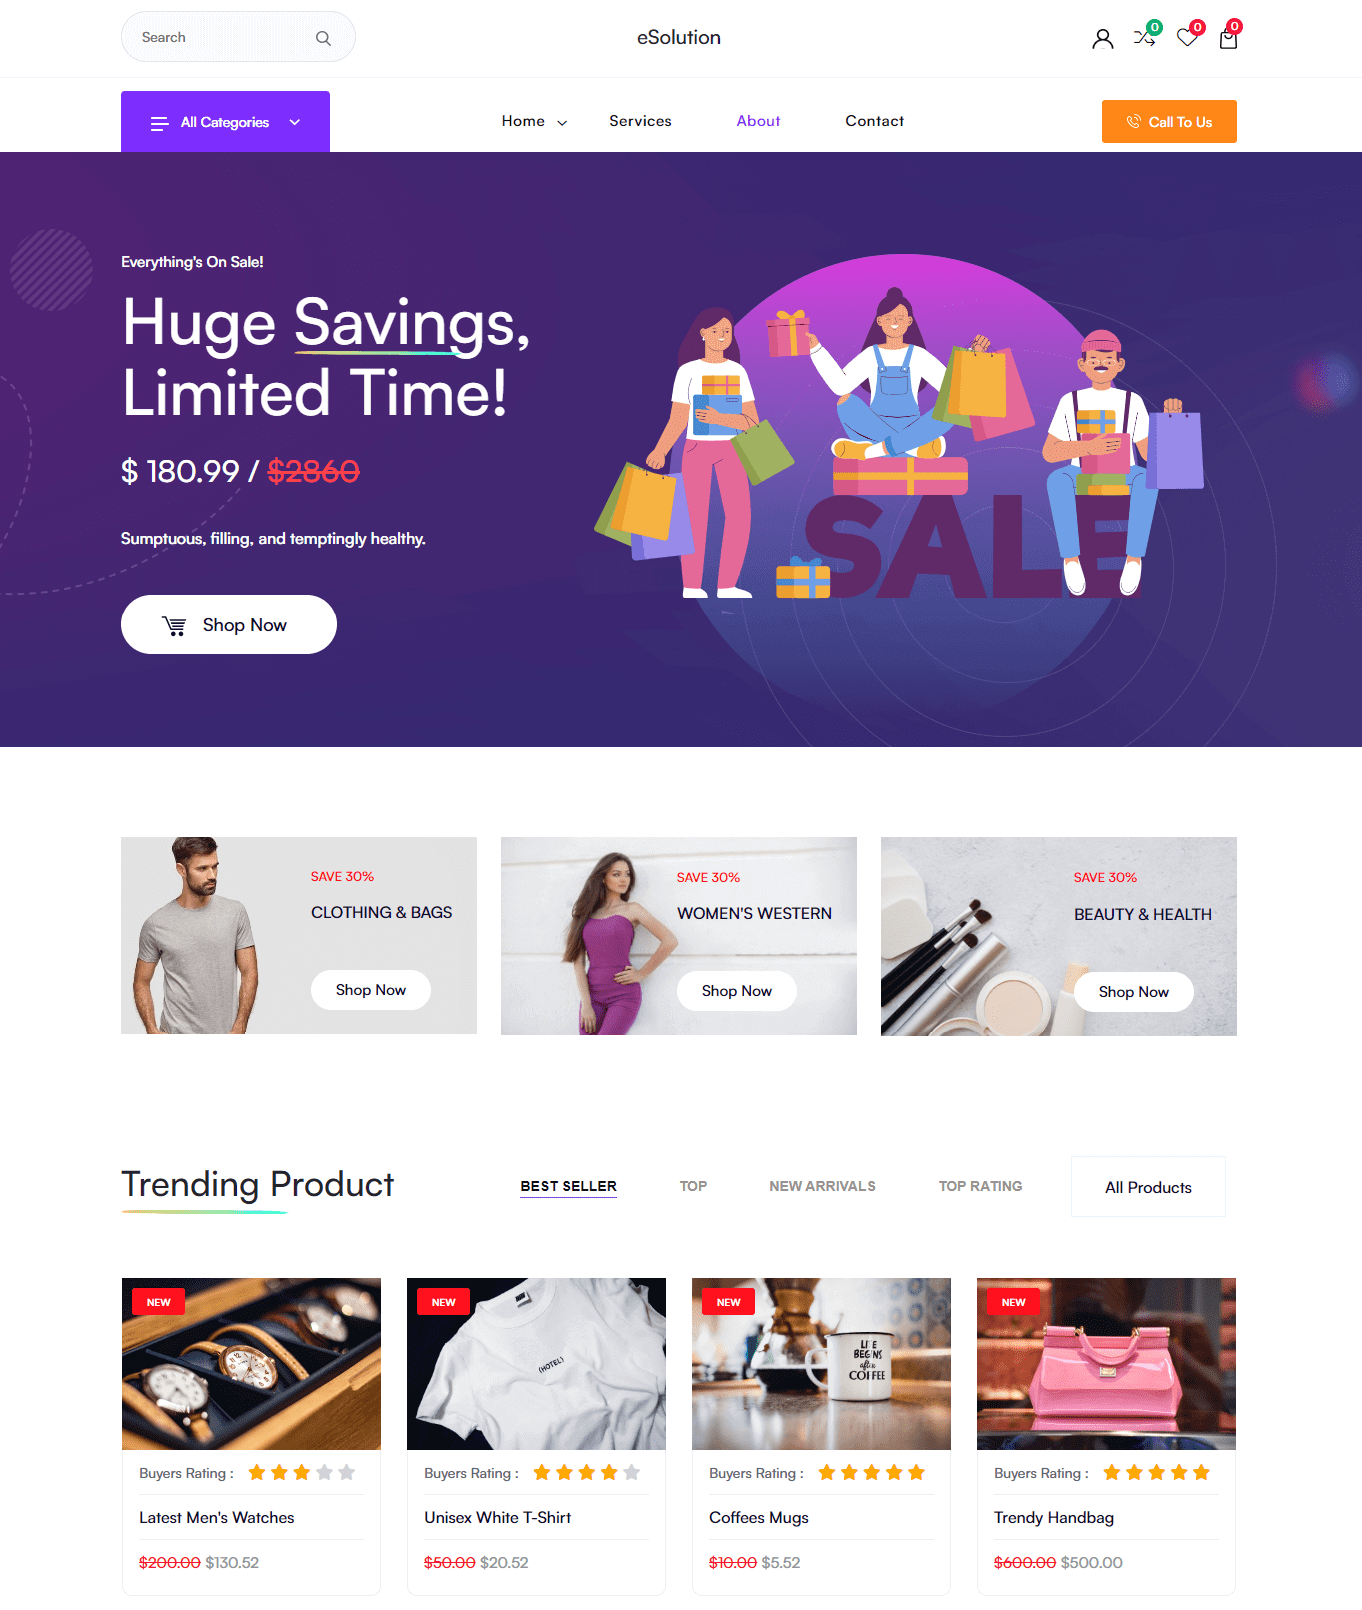 Search
eSolution
0
0
0
All Categories
Home
Services
About
Contact
Call To Us
Everything's On Sale!
Huge Savings,
Limited Time!
$ 180.99 / $2860
Sumptuous, filling, and temptingly healthy.
Shop Now
SALE
SAVE 30%
CLOTHING & BAGS
Shop Now
SAVE 30%
WOMEN'S WESTERN
Shop Now
SAVE 30%
BEAUTY & HEALTH
Shop Now
Trending Product
BEST SELLER
TOP
NEW ARRIVALS
TOP RATING
All Products
NEW
Buyers Rating :
Latest Men's Watches
$200.00 $130.52
NEW
(HOTEL)
Buyers Rating :
Unisex White T-Shirt
$50.00 $20.52
NEW
LIFE
BEGINS
after
COFFEE
Buyers Rating :
Coffees Mugs
$10.00 $5.52
NEW
Buyers Rating :
Trendy Handbag
$600.00 $500.00